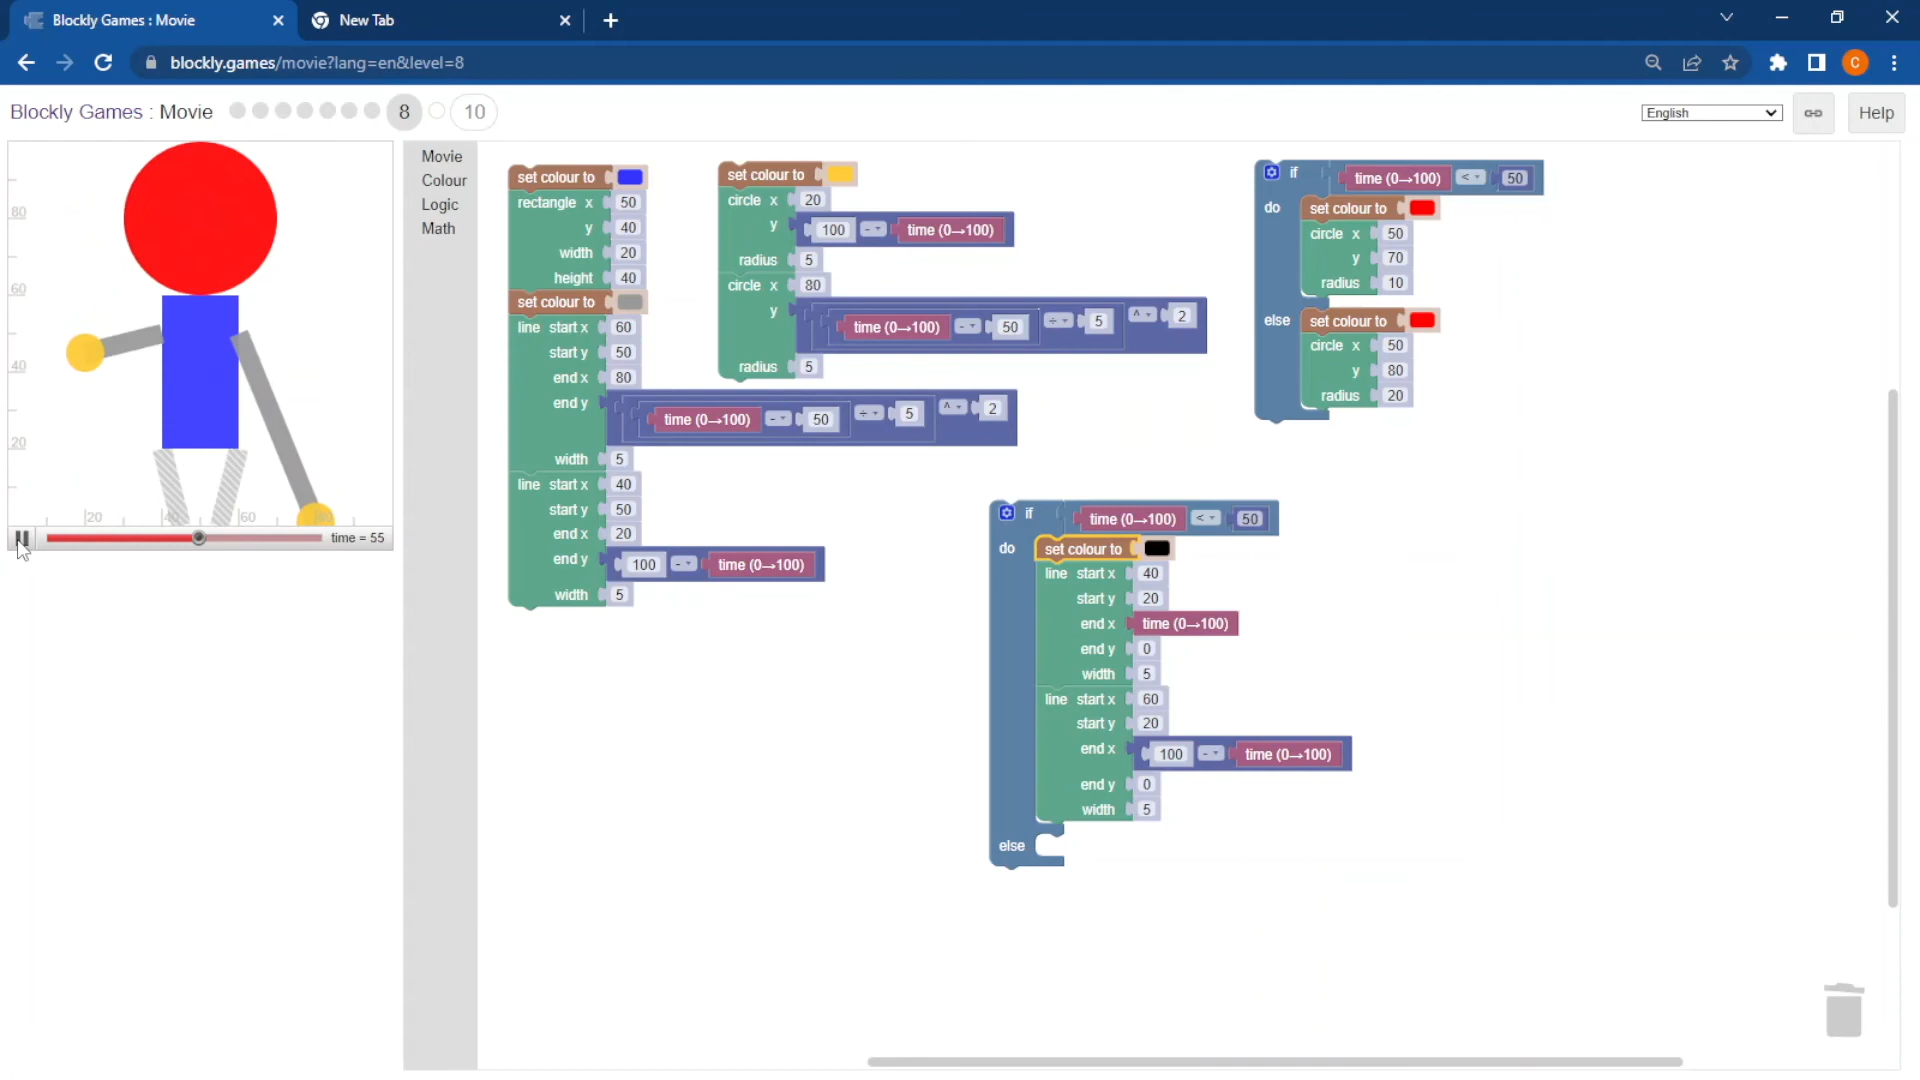 Blockly Games : Movie
New Tab
blockly.games/movie?lang=en&level=8
C
Blockly Games : Movie
8
10
English
Help
80
60
40
20
20
40
60
80
time = 55
Movie
Colour
Logic
Math
set colour to
rectangle x 50
y 40
width 20
height 40
set colour to
line start x 60
start y 50
end x 80
end y time (0→100) - 50 ÷ 5 ^ 2
width 5
line start x 40
start y 50
end x 20
end y 100 - time (0→100)
width 5
set colour to
circle x 20
y 100 - time (0→100)
radius 5
circle x 80
y time (0→100) - 50 ÷ 5 ^ 2
radius 5
if time (0→100) < 50
do set colour to
circle x 50
y 70
radius 10
else set colour to
circle x 50
y 80
radius 20
if time (0→100) < 50
do set colour to
line start x 40
start y 20
end x time (0→100)
end y 0
width 5
line start x 60
start y 20
end x 100 - time (0→100)
end y 0
width 5
else